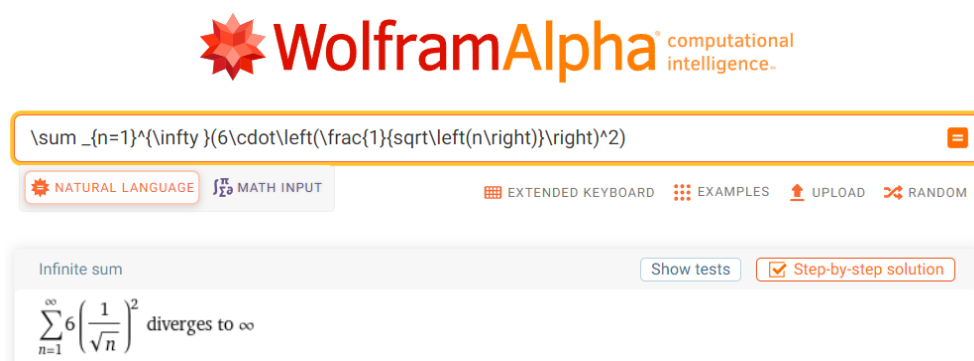 WolframAlpha computational intelligence.
\sum _{n=1}^{\infty }(6\cdot\left(\frac{1}{sqrt\left(n\right)}\right)^2)
NATURAL LANGUAGE MATH INPUT EXTENDED KEYBOARD EXAMPLES UPLOAD RANDOM
Infinite sum Show tests Step-by-step solution
∞
∑ 6(1/√n)^2 diverges to ∞
n=1